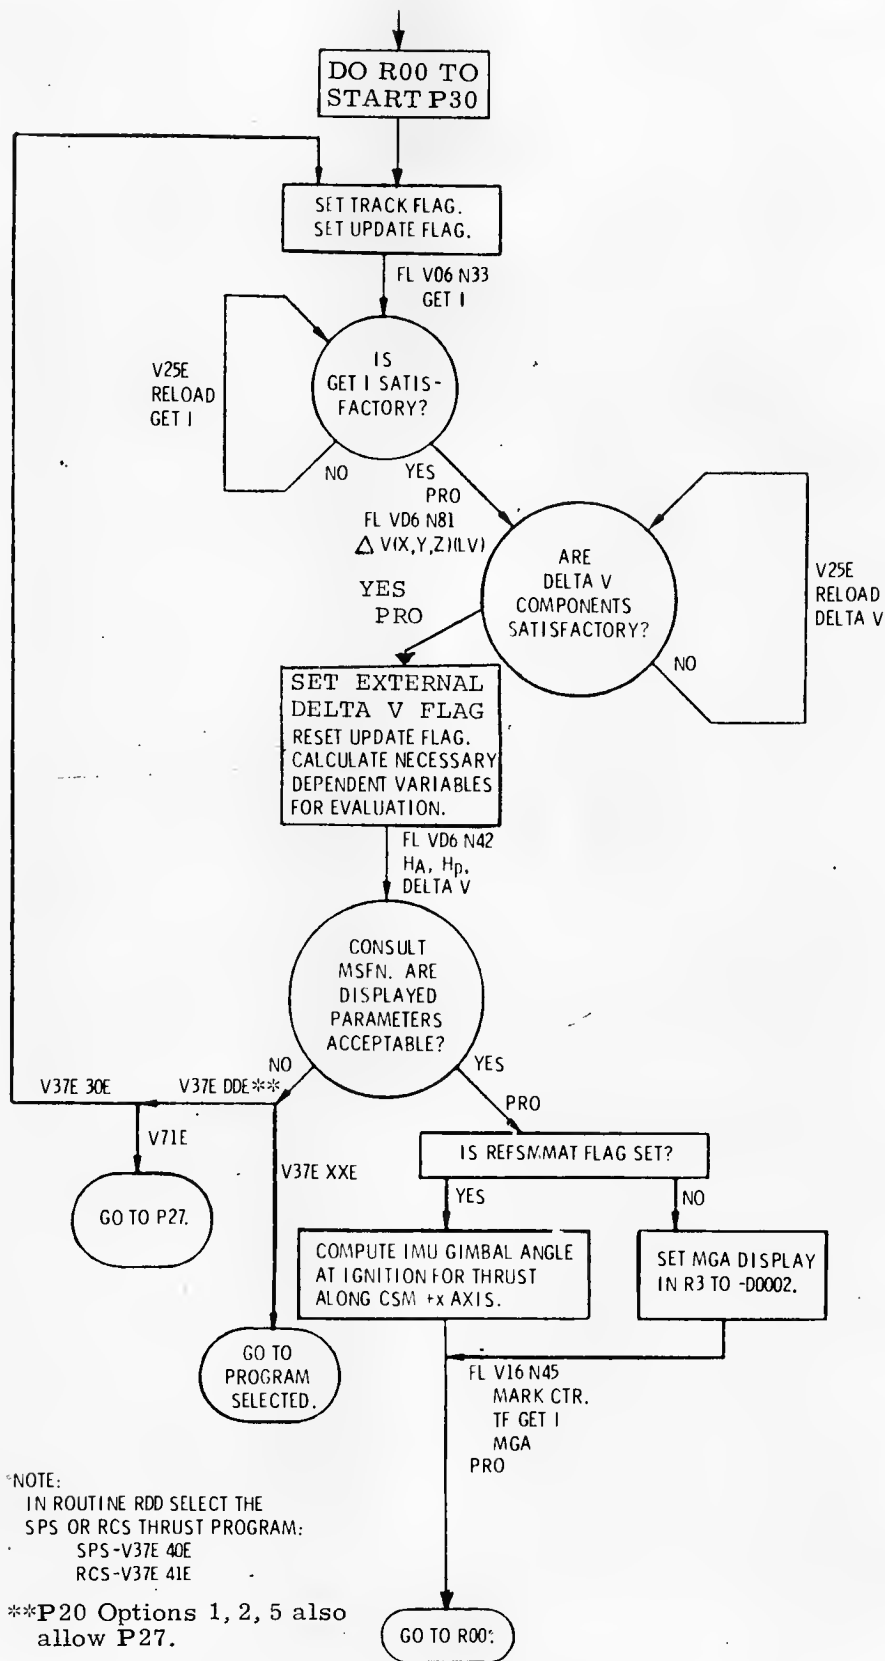 DO R00 TO
START P30
SET TRACK FLAG.
SET UPDATE FLAG.
FL V06 N33
GET I
IS
GET I SATIS-
FACTORY?
V25E
RELOAD
GET I
NO
YES
PRO
FL VD6 N81
△ V(X,Y,Z)(LV)
ARE
DELTA V
COMPONENTS
SATISFACTORY?
V25E
RELOAD
DELTA V
YES
PRO
NO
SET EXTERNAL
DELTA V FLAG
RESET UPDATE FLAG.
CALCULATE NECESSARY
DEPENDENT VARIABLES
FOR EVALUATION.
FL VD6 N42
HA, Hp,
DELTA V
CONSULT
MSFN. ARE
DISPLAYED
PARAMETERS
ACCEPTABLE?
NO
YES
V37E 30E
V37E DDE**
PRO
V71E
V37E XXE
IS REFSMMAT FLAG SET?
GO TO P27.
YES
NO
COMPUTE IMU GIMBAL ANGLE
AT IGNITION FOR THRUST
ALONG CSM +x AXIS.
SET MGA DISPLAY
IN R3 TO -D0002.
GO TO
PROGRAM
SELECTED.
FL V16 N45
MARK CTR.
TF GET I
MGA
PRO
*NOTE:
IN ROUTINE RDD SELECT THE
SPS OR RCS THRUST PROGRAM:
SPS-V37E 40E
RCS-V37E 41E
**P20 Options 1, 2, 5 also
allow P27.
GO TO R00*.